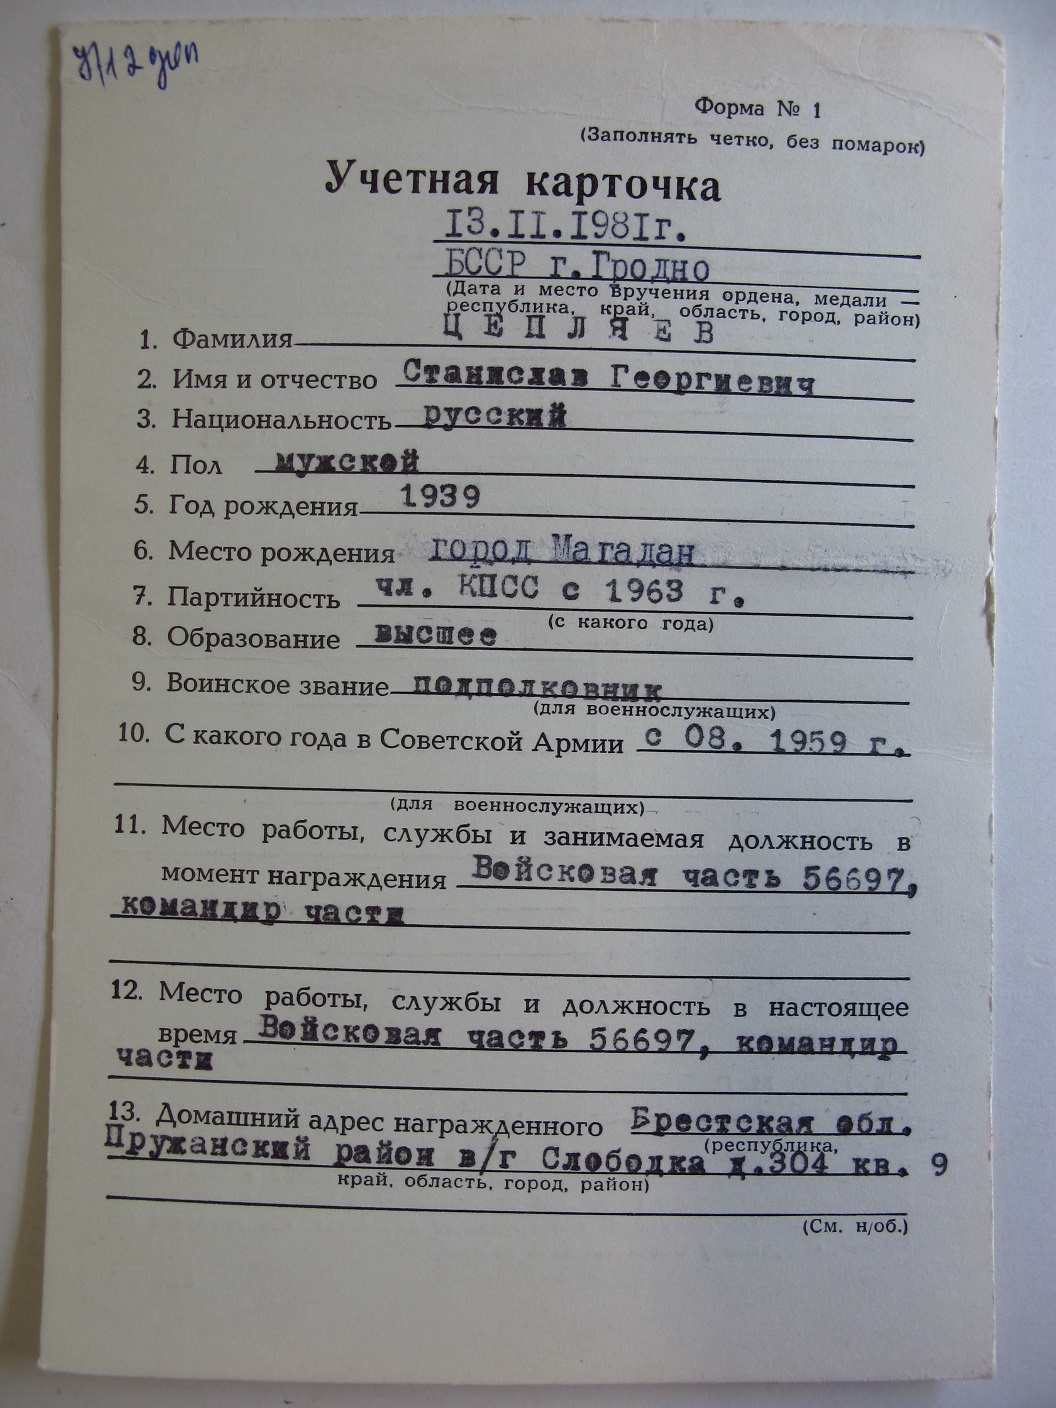 Форма № 1
(Заполнять четко, без помарок)
Учетная карточка
13.II.1981г.
БССР г.Гродно
(Дата и место вручения ордена, медали —
республика, край, область, город, район)
1. Фамилия ЦЕПЛЯЕВ
2. Имя и отчество Станислав Георгиевич
3. Национальность русский
4. Пол мужской
5. Год рождения 1939
6. Место рождения город Магадан
7. Партийность чл. КПСС с 1963 г.
(с какого года)
8. Образование высшее
9. Воинское звание подполковник
(для военнослужащих)
10. С какого года в Советской Армии с 08. 1959 г.
(для военнослужащих)
11. Место работы, службы и занимаемая должность в
момент награждения Войсковая часть 56697,
командир части
12. Место работы, службы и должность в настоящее
время Войсковая часть 56697, командир
части
13. Домашний адрес награжденного Брестская обл.
(республика,
Пружанский район в/г Слободка д.304 кв. 9
край, область, город, район)
(См. н/об.)